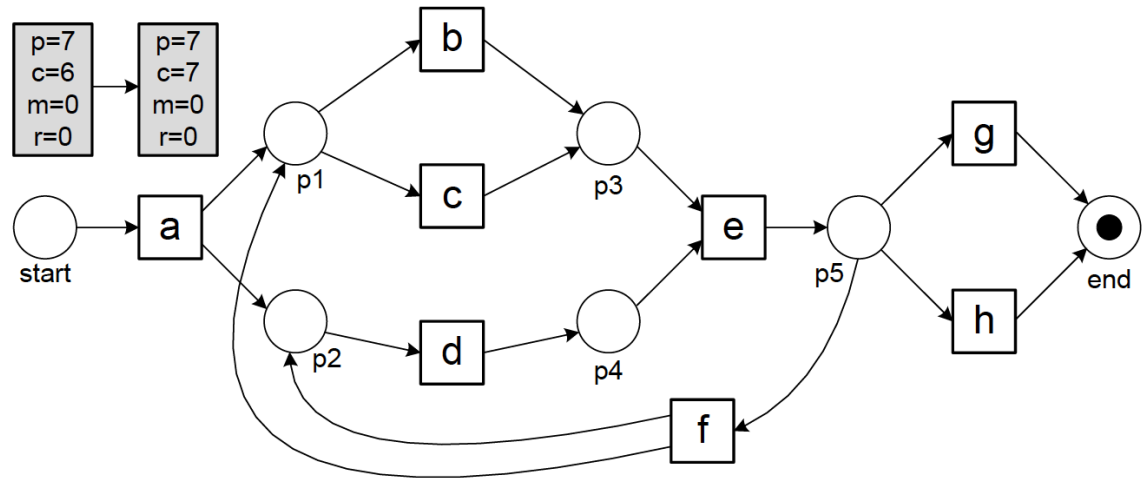 p=7
c=6
m=0
r=0
p=7
c=7
m=0
r=0
b
p1
c
p3
g
start
a
e
p5
end
p2
d
p4
h
f